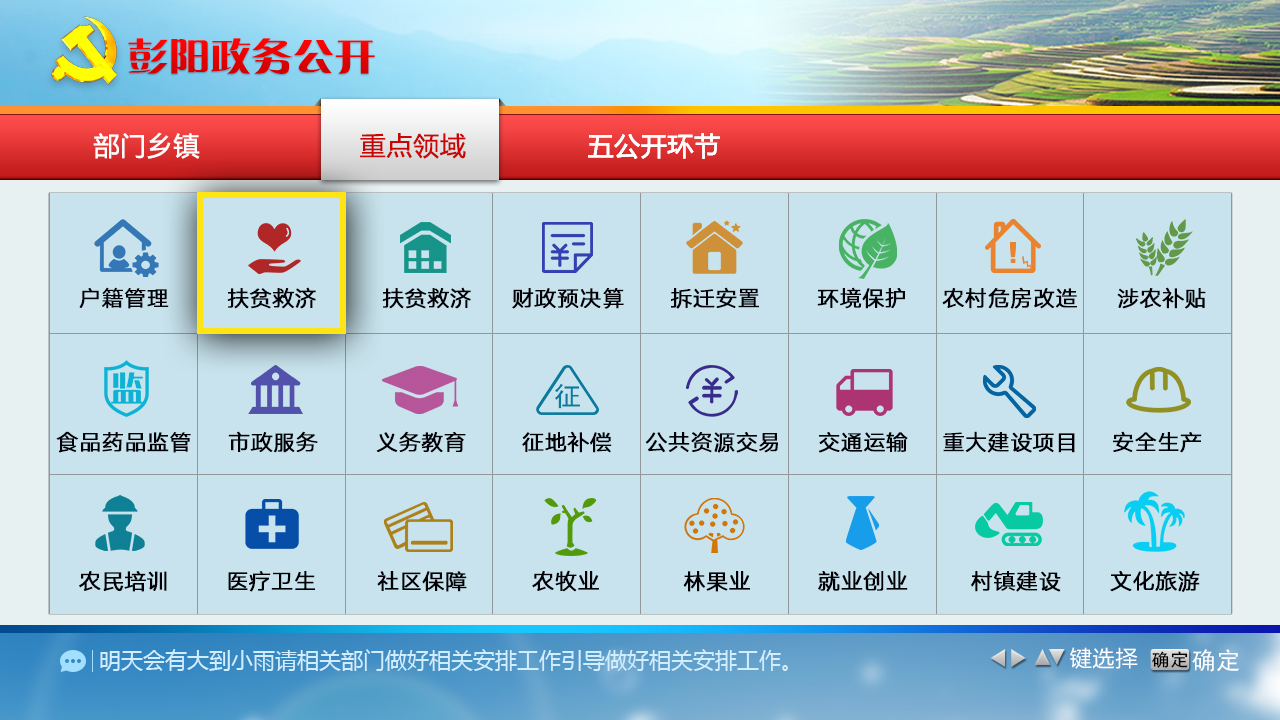 彭阳政务公开
部门乡镇 重点领域 五公开环节
户籍管理 扶贫救济 扶贫救济 财政预决算 拆迁安置 环境保护 农村危房改造 涉农补贴
监 征
食品药品监管 市政服务 义务教育 征地补偿 公共资源交易 交通运输 重大建设项目 安全生产
农民培训 医疗卫生 社区保障 农牧业 林果业 就业创业 村镇建设 文化旅游
明天会有大到小雨请相关部门做好相关安排工作引导做好相关安排工作。 键选择 确定 确定